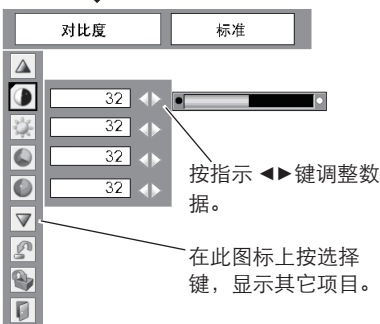 对比度 标准
32
32
32
32
按指示 ◀▶键调整数
据。
在此图标上按选择
键，显示其它项目。